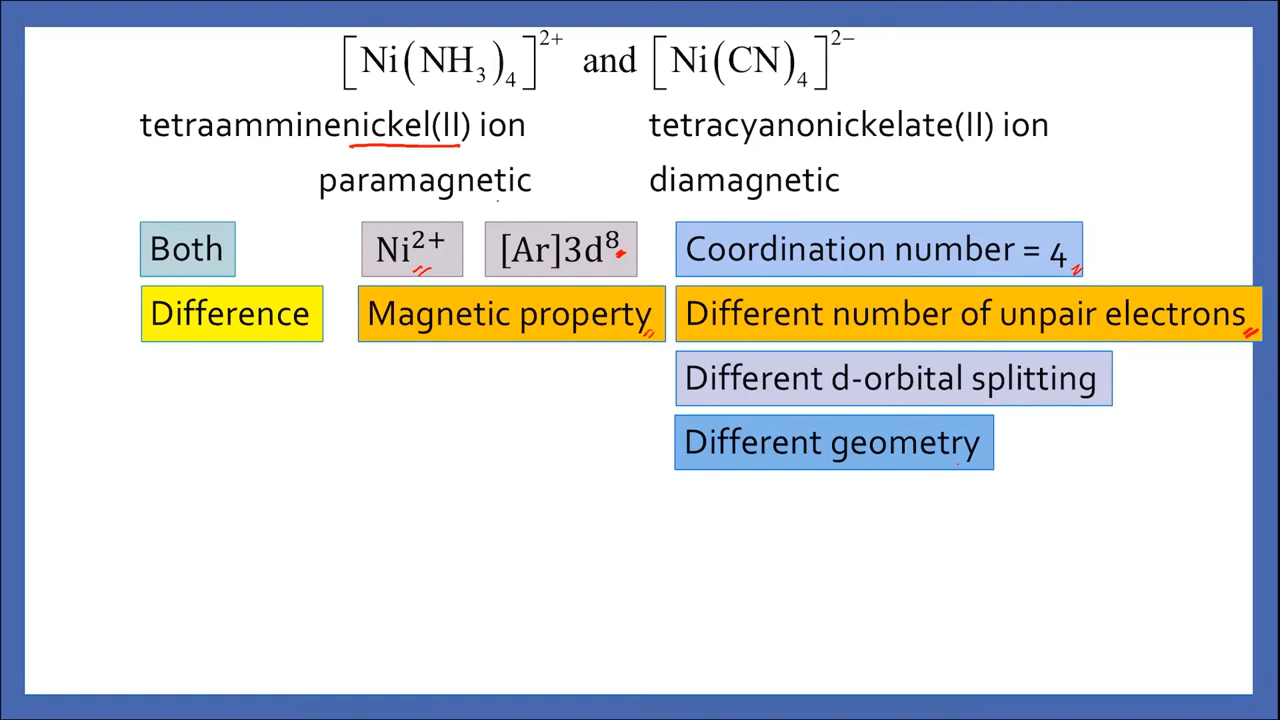 [Ni(NH₃)₄]²⁺ and [Ni(CN)₄]²⁻
tetraamminenickel(II) ion tetracyanonickelate(II) ion
paramagnetic diamagnetic
Both Ni²⁺ [Ar]3d⁸ Coordination number = 4
Difference Magnetic property Different number of unpair electrons
Different d-orbital splitting
Different geometry